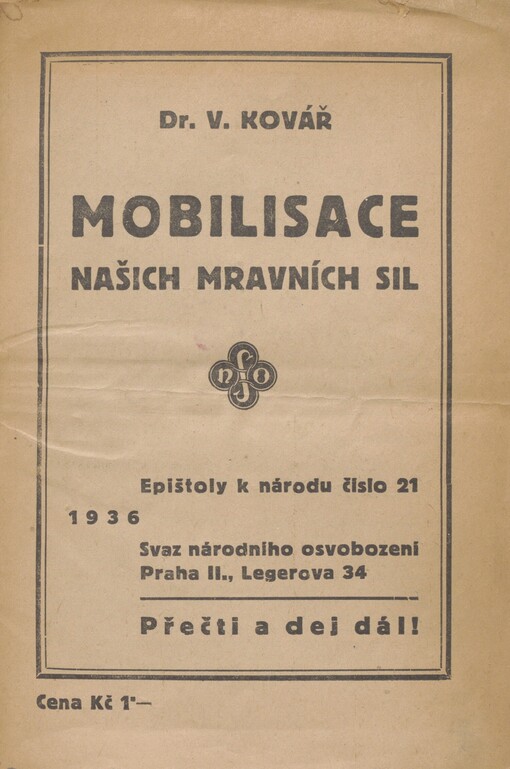 Dr. V. KOVÁŘ
MOBILISACE
NAŠICH MRAVNÍCH SIL
S
n o
J
Epištoly k národu číslo 21
1936
Svaz národního osvobození
Praha II., Legerova 34
Přečti a dej dál!
Cena Kč 1·—